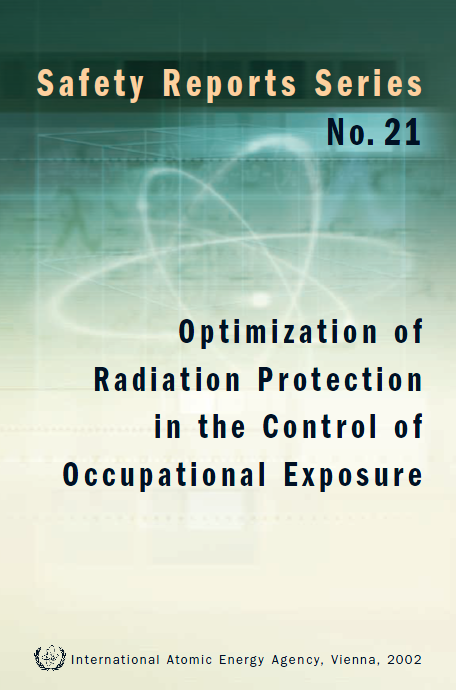 Safety Reports Series
No. 21
Optimization of
Radiation Protection
in the Control of
Occupational Exposure
International Atomic Energy Agency, Vienna, 2002